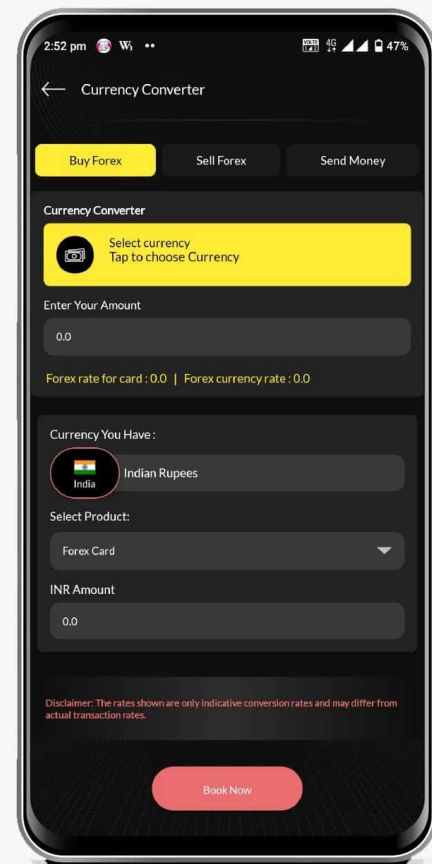 2:52 pm W 4G 47%
Currency Converter
Buy Forex Sell Forex Send Money
Currency Converter
Select currency
Tap to choose Currency
Enter Your Amount
0.0
Forex rate for card : 0.0 | Forex currency rate : 0.0
Currency You Have :
India
Indian Rupees
Select Product:
Forex Card
INR Amount
0.0
Disclaimer: The rates shown are only indicative conversion rates and may differ from
actual transaction rates.
Book Now